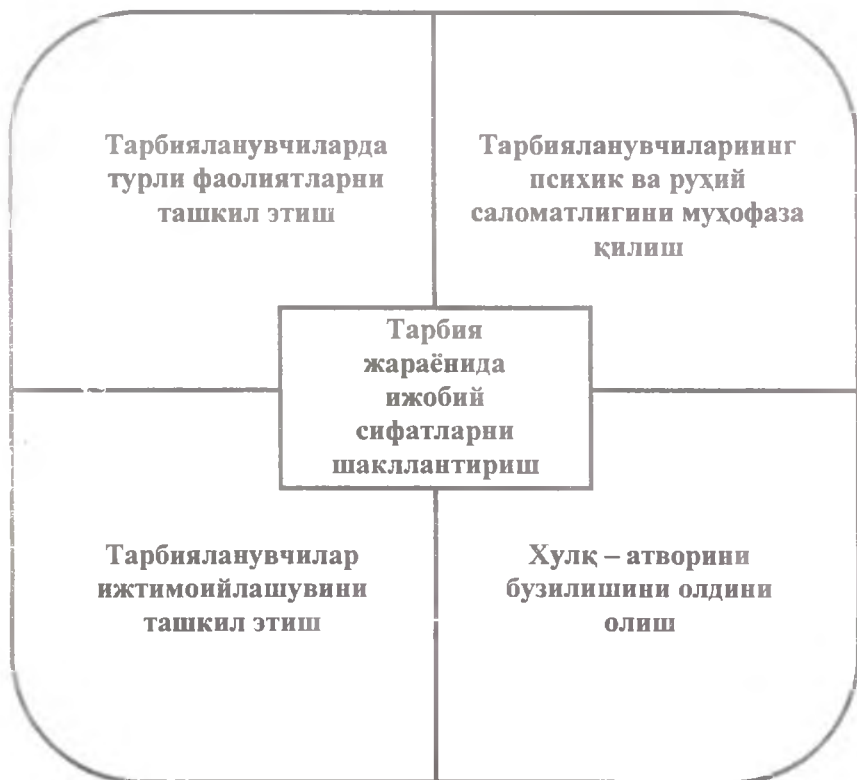 Тарбияланувчиларда
турли фаолиятларни
ташкил этиш
Тарбияланувчилариинг
психик ва руҳий
саломатлигини муҳофаза
қилиш
Тарбия
жараёнида
ижобий
сифатларни
шакллантириш
Тарбияланувчилар
ижтимоийлашувини
ташкил этиш
Хулқ – атворини
бузилишини олдини
олиш